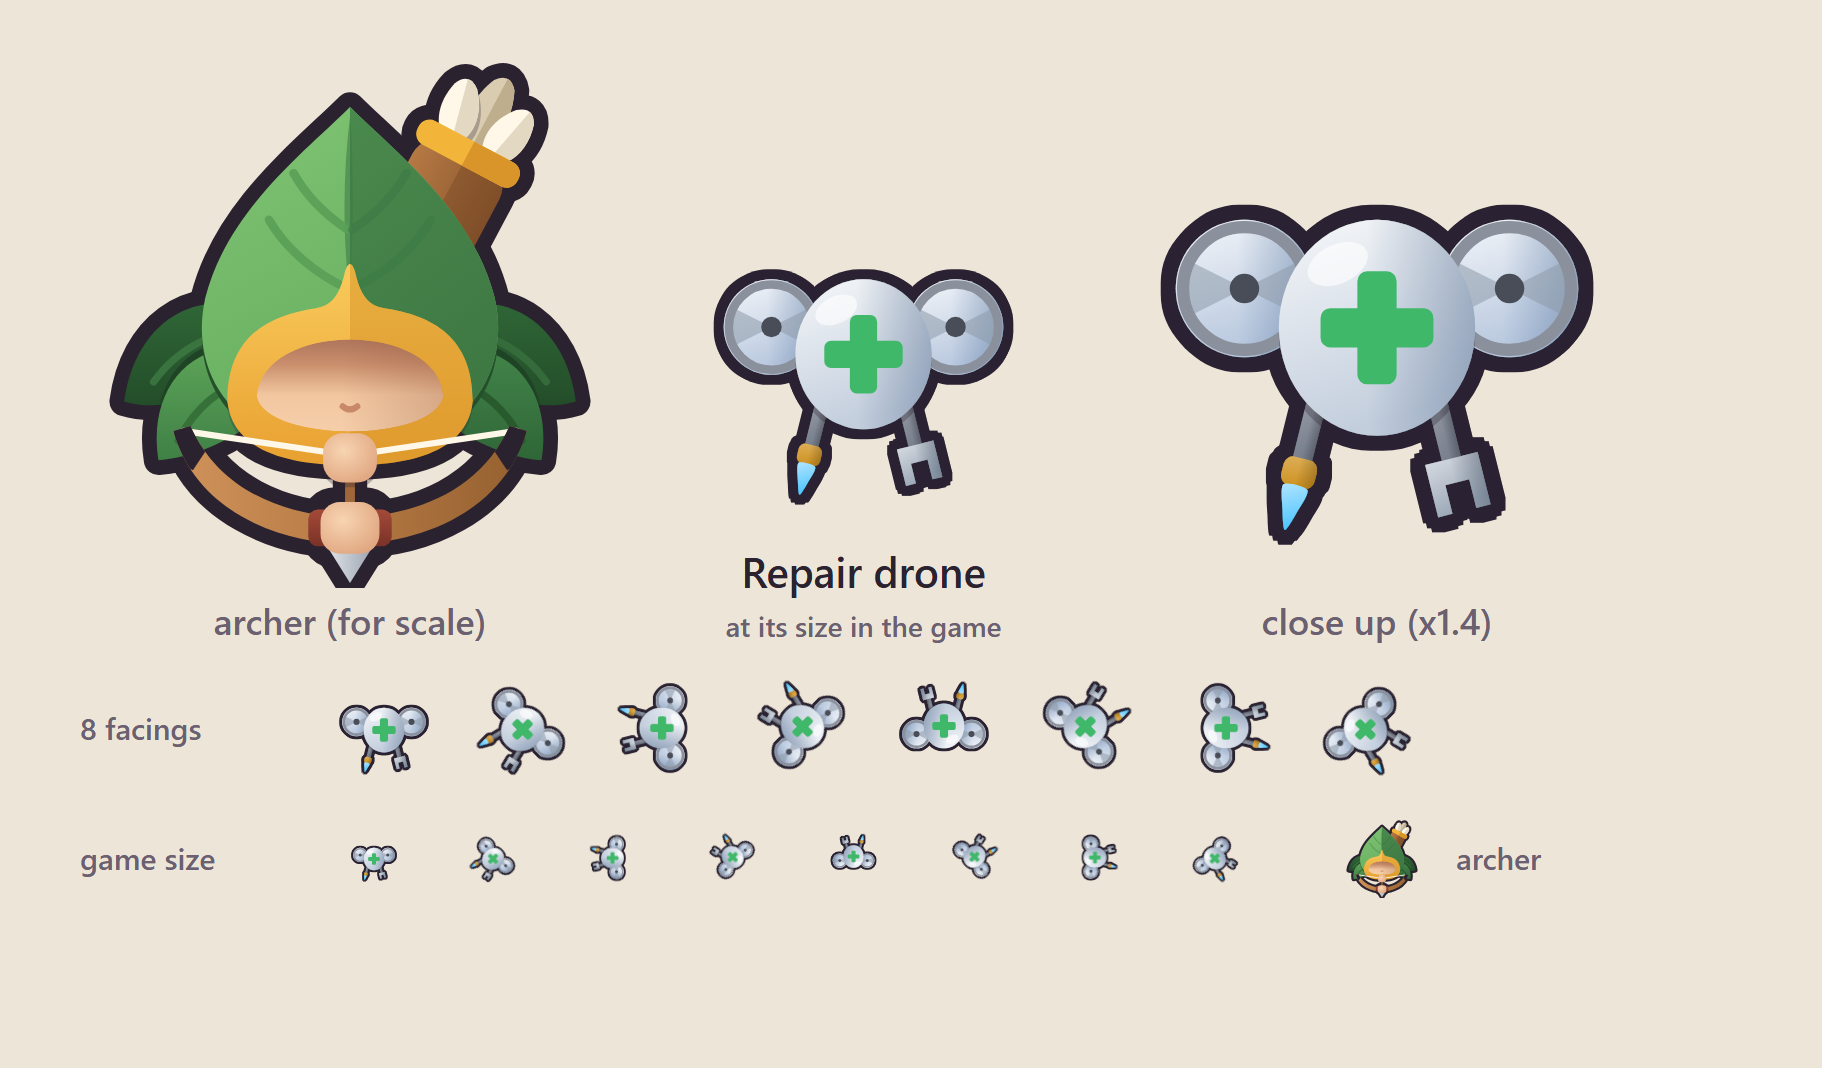 Repair drone
archer (for scale)
at its size in the game
close up (x1.4)
8 facings
game size
archer